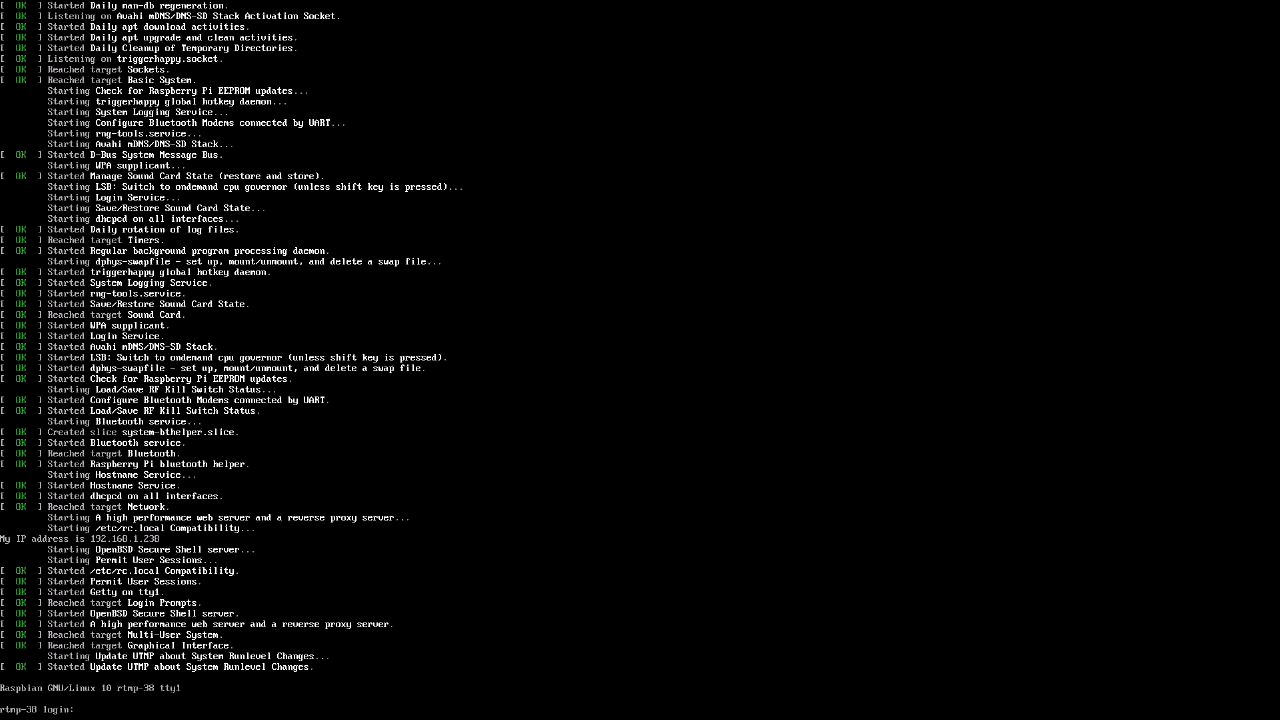 [  OK  ] Started Daily man-db regeneration.
[  OK  ] Listening on Avahi mDNS/DNS-SD Stack Activation Socket.
[  OK  ] Started Daily apt download activities.
[  OK  ] Started Daily apt upgrade and clean activities.
[  OK  ] Started Daily Cleanup of Temporary Directories.
[  OK  ] Listening on triggerhappy.socket.
[  OK  ] Reached target Sockets.
[  OK  ] Reached target Basic System.
         Starting Check for Raspberry Pi EEPROM updates...
         Starting triggerhappy global hotkey daemon...
         Starting System Logging Service...
         Starting Configure Bluetooth Modems connected by UART...
         Starting rng-tools.service...
         Starting Avahi mDNS/DNS-SD Stack...
[  OK  ] Started D-Bus System Message Bus.
         Starting WPA supplicant...
[  OK  ] Started Manage Sound Card State (restore and store).
         Starting LSB: Switch to ondemand cpu governor (unless shift key is pressed)...
         Starting Login Service...
         Starting Save/Restore Sound Card State...
         Starting dhcpcd on all interfaces...
[  OK  ] Started Daily rotation of log files.
[  OK  ] Reached target Timers.
[  OK  ] Started Regular background program processing daemon.
         Starting dphys-swapfile - set up, mount/unmount, and delete a swap file...
[  OK  ] Started triggerhappy global hotkey daemon.
[  OK  ] Started System Logging Service.
[  OK  ] Started rng-tools.service.
[  OK  ] Started Save/Restore Sound Card State.
[  OK  ] Reached target Sound Card.
[  OK  ] Started WPA supplicant.
[  OK  ] Started Login Service.
[  OK  ] Started Avahi mDNS/DNS-SD Stack.
[  OK  ] Started LSB: Switch to ondemand cpu governor (unless shift key is pressed).
[  OK  ] Started dphys-swapfile - set up, mount/unmount, and delete a swap file.
[  OK  ] Started Check for Raspberry Pi EEPROM updates.
         Starting Load/Save RF Kill Switch Status...
[  OK  ] Started Configure Bluetooth Modems connected by UART.
[  OK  ] Started Load/Save RF Kill Switch Status.
         Starting Bluetooth service...
[  OK  ] Created slice system-bthelper.slice.
[  OK  ] Started Bluetooth service.
[  OK  ] Reached target Bluetooth.
[  OK  ] Started Raspberry Pi bluetooth helper.
         Starting Hostname Service...
[  OK  ] Started Hostname Service.
[  OK  ] Started dhcpcd on all interfaces.
[  OK  ] Reached target Network.
         Starting A high performance web server and a reverse proxy server...
         Starting /etc/rc.local Compatibility...
My IP address is 192.168.1.238
         Starting OpenBSD Secure Shell server...
         Starting Permit User Sessions...
[  OK  ] Started /etc/rc.local Compatibility.
[  OK  ] Started Permit User Sessions.
[  OK  ] Started Getty on tty1.
[  OK  ] Reached target Login Prompts.
[  OK  ] Started OpenBSD Secure Shell server.
[  OK  ] Started A high performance web server and a reverse proxy server.
[  OK  ] Reached target Multi-User System.
[  OK  ] Reached target Graphical Interface.
         Starting Update UTMP about System Runlevel Changes...
[  OK  ] Started Update UTMP about System Runlevel Changes.
Raspbian GNU/Linux 10 rtmp-38 tty1
rtmp-38 login: